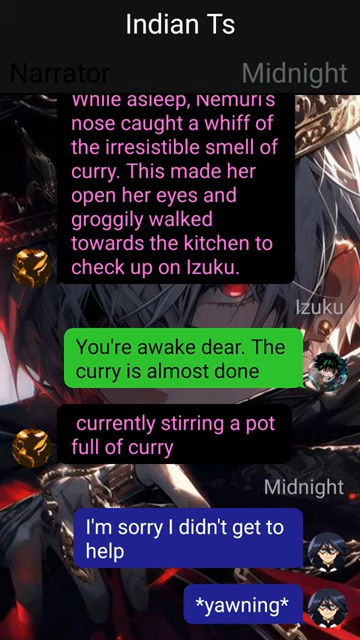 Indian Ts
Narrator
Midnight
While asleep, Nemuri's
nose caught a whiff of
the irresistible smell of
curry. This made her
open her eyes and
groggily walked
towards the kitchen to
check up on Izuku.
Izuku
You're awake dear. The
curry is almost done
currently stirring a pot
full of curry
Midnight
I'm sorry I didn't get to
help
*yawning*